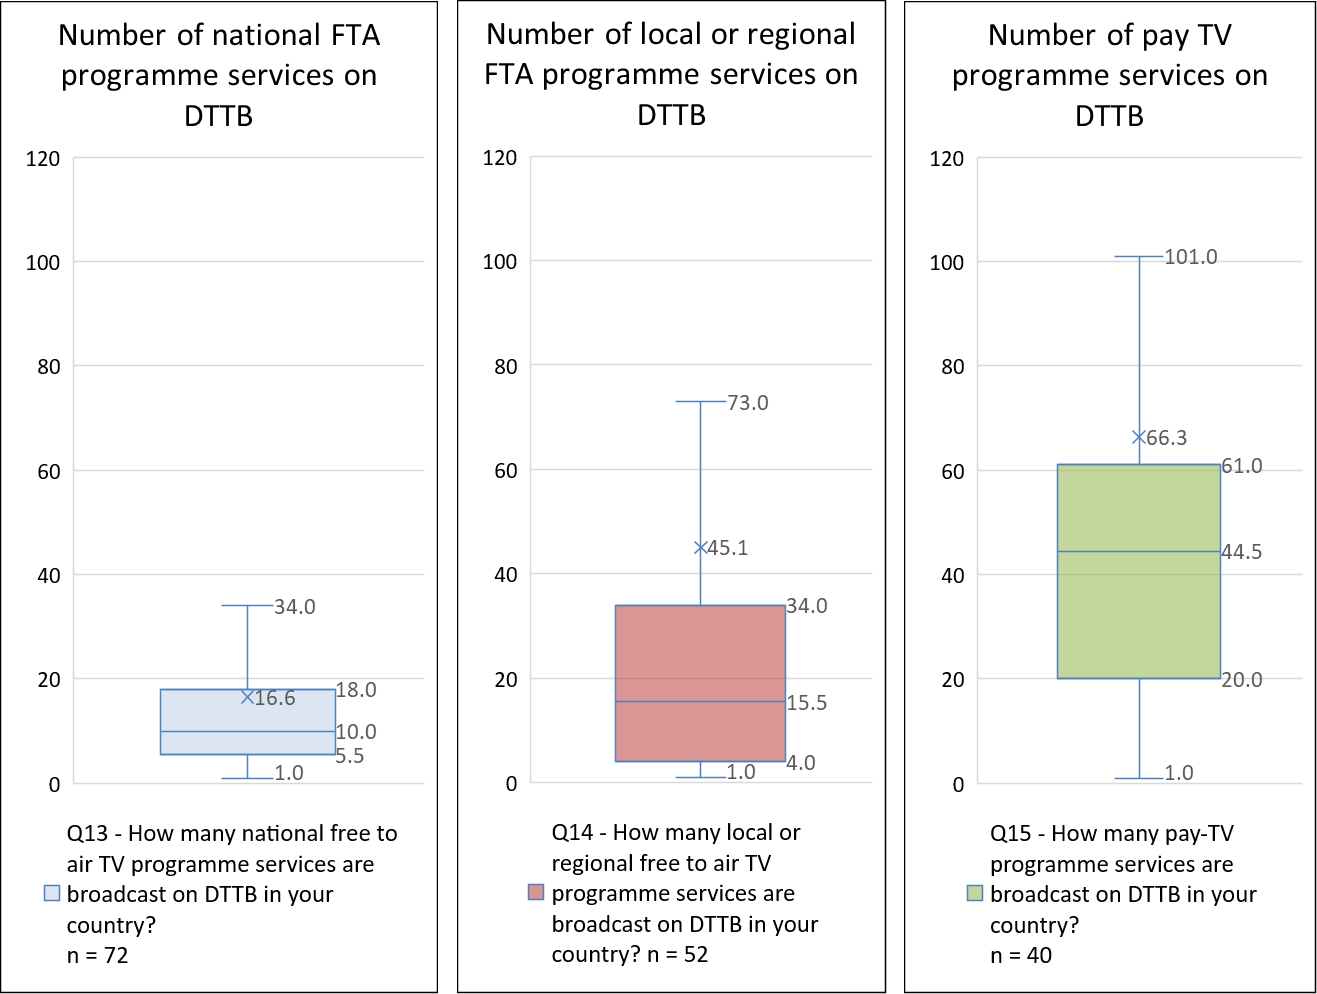 Number of national FTA
programme services on
DTTB
120
100
80
60
40
20
0
34.0
18.0
16.6
10.0
5.5
1.0
Q13 - How many national free to
air TV programme services are
broadcast on DTTB in your
country?
n = 72
Number of local or regional
FTA programme services on
DTTB
120
100
80
60
40
20
0
73.0
45.1
34.0
15.5
4.0
1.0
Q14 - How many local or
regional free to air TV
programme services are
broadcast on DTTB in your
country? n = 52
Number of pay TV
programme services on
DTTB
120
100
80
60
40
20
0
101.0
66.3
61.0
44.5
20.0
1.0
Q15 - How many pay-TV
programme services are
broadcast on DTTB in your
country?
n = 40